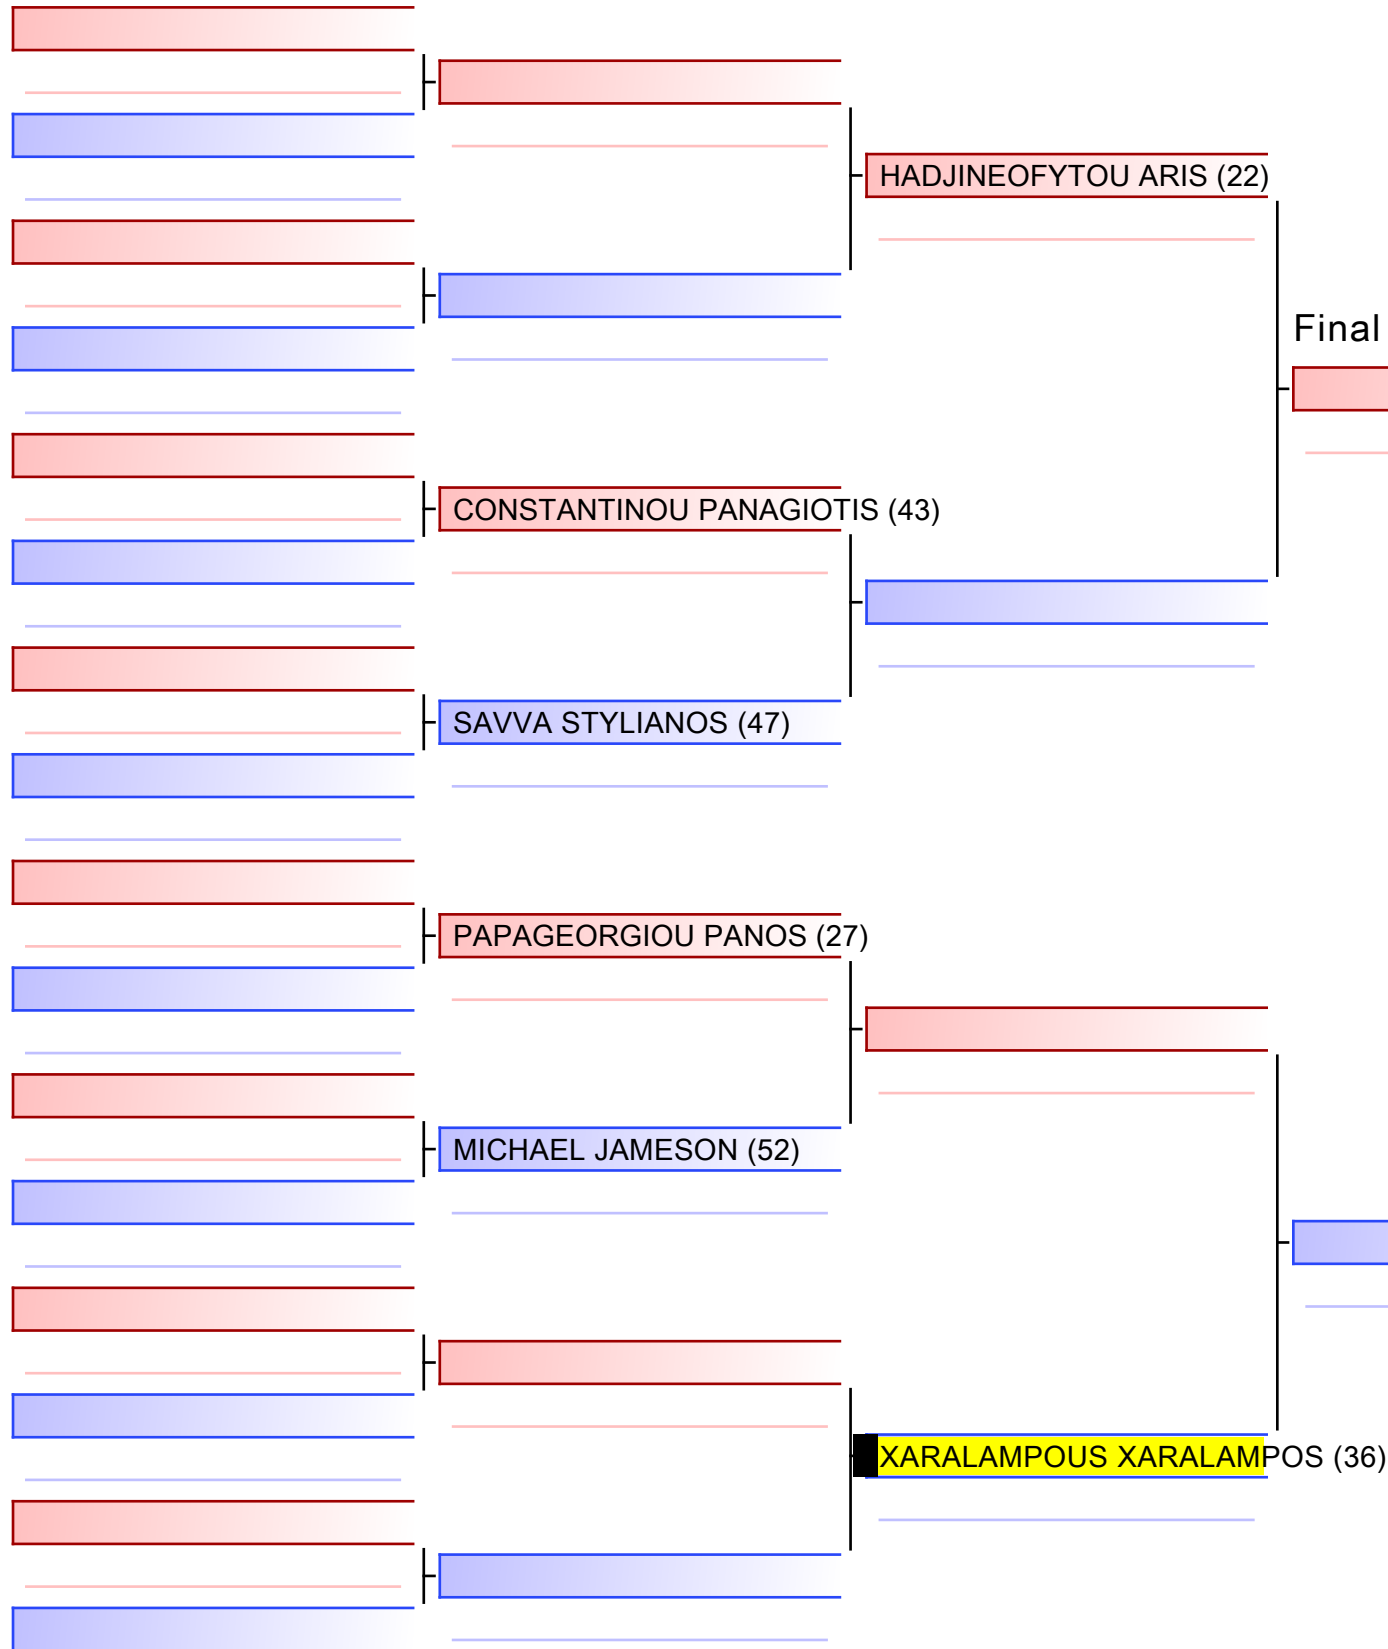 HADJINEOFYTOU ARIS (22)
Final
CONSTANTINOU PANAGIOTIS (43)
SAVVA STYLIANOS (47)
PAPAGEORGIOU PANOS (27)
MICHAEL JAMESON (52)
XARALAMPOUS XARALAMPOS (36)